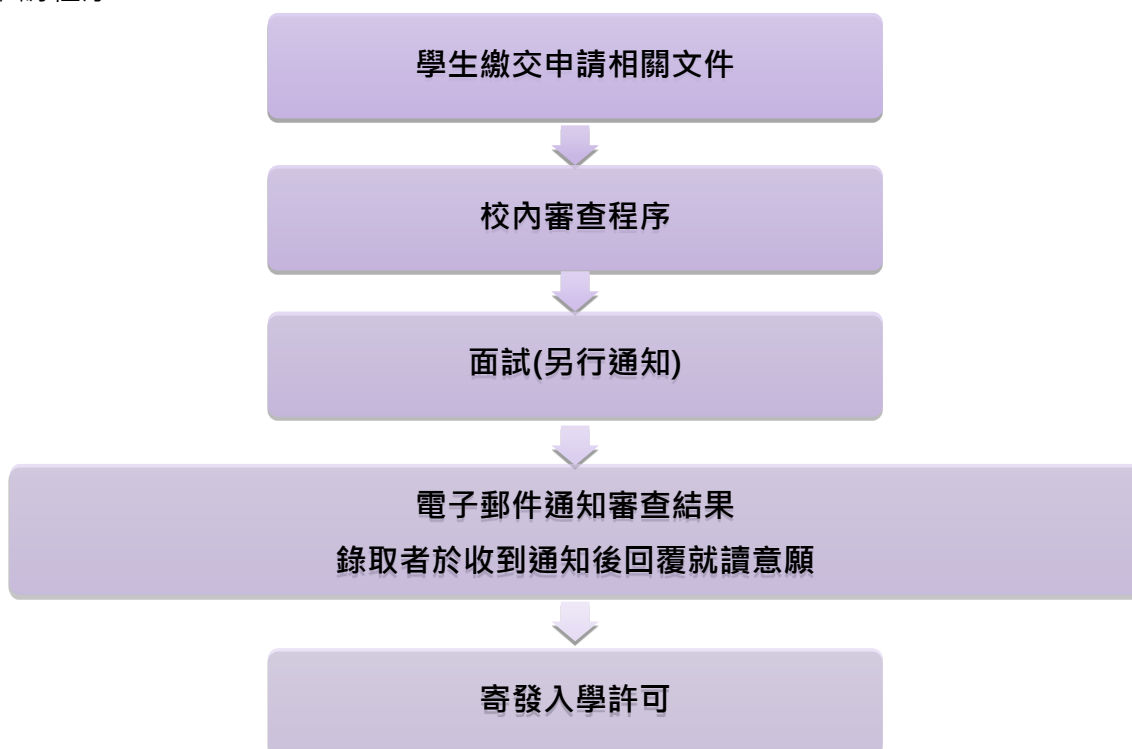 學生繳交申請相關文件
校內審查程序
面試(另行通知)
電子郵件通知審查結果
錄取者於收到通知後回覆就讀意願
寄發入學許可